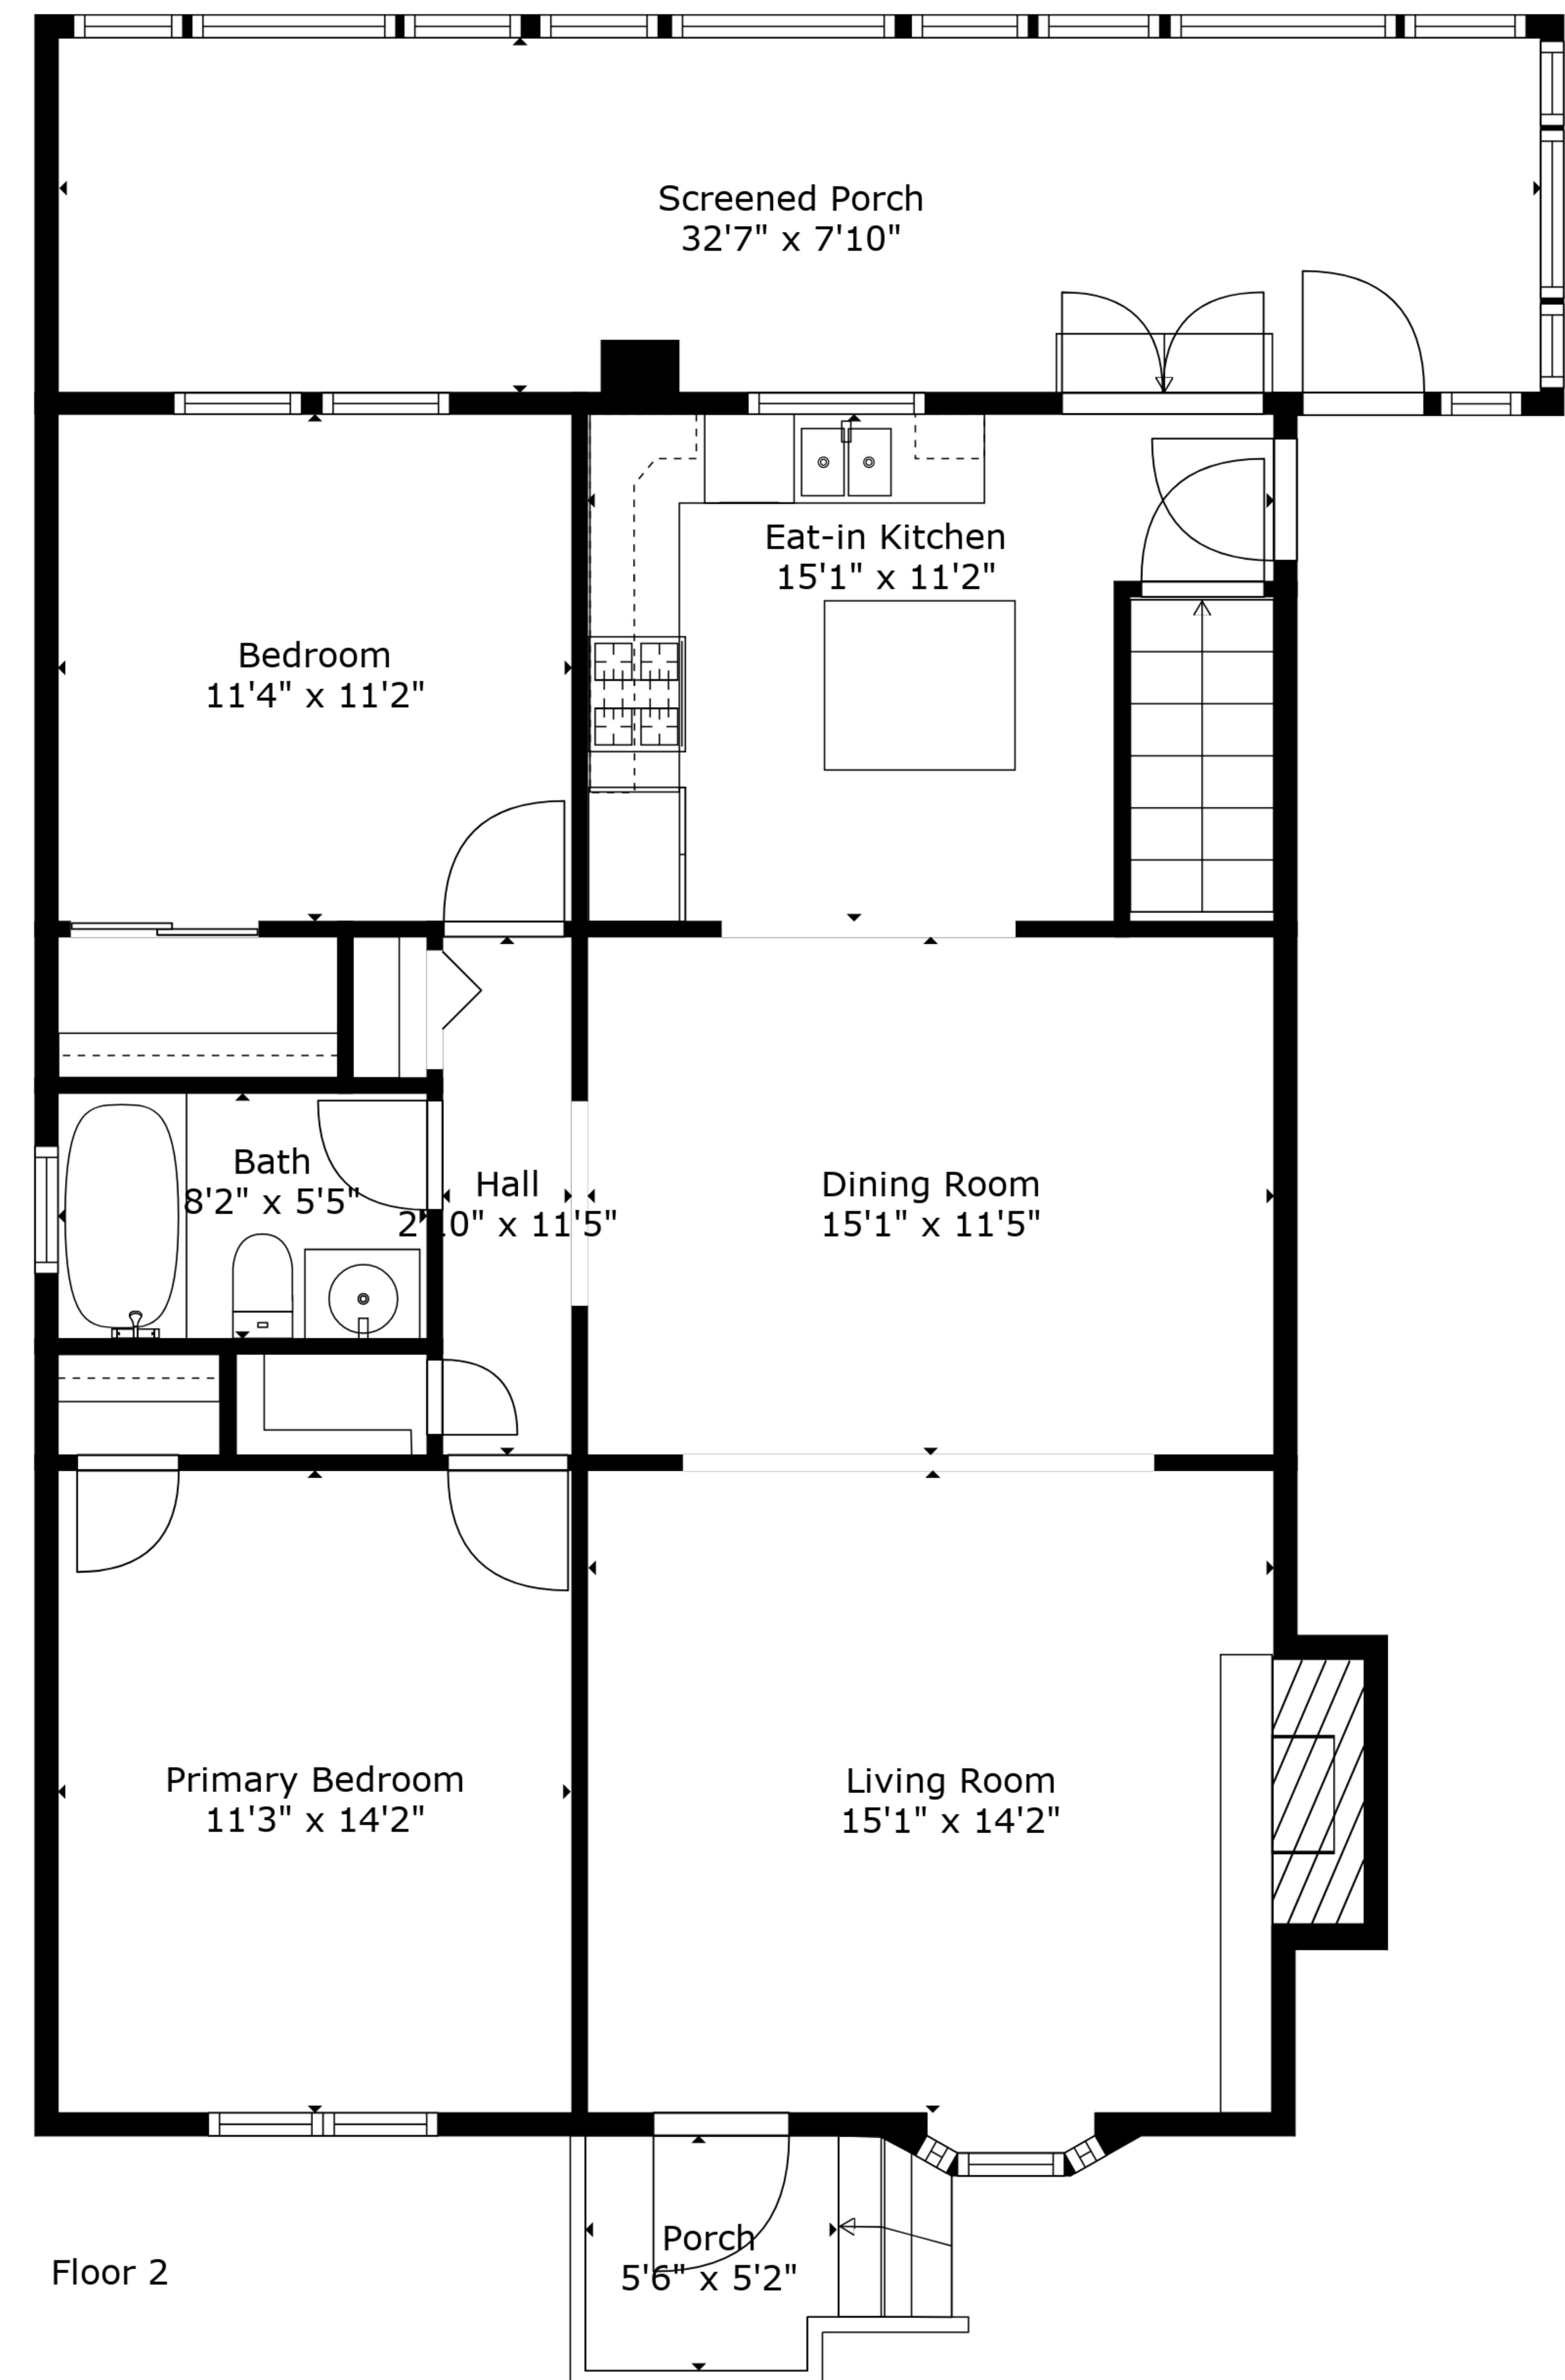 Screened Porch
32'7" x 7'10"
Eat-in Kitchen
15'1" x 11'2"
Bedroom
11'4" x 11'2"
Bath
8'2" x 5'5"
Hall
2'10" x 11'5"
Dining Room
15'1" x 11'5"
Primary Bedroom
11'3" x 14'2"
Living Room
15'1" x 14'2"
Porch
5'6" x 5'2"
Floor 2